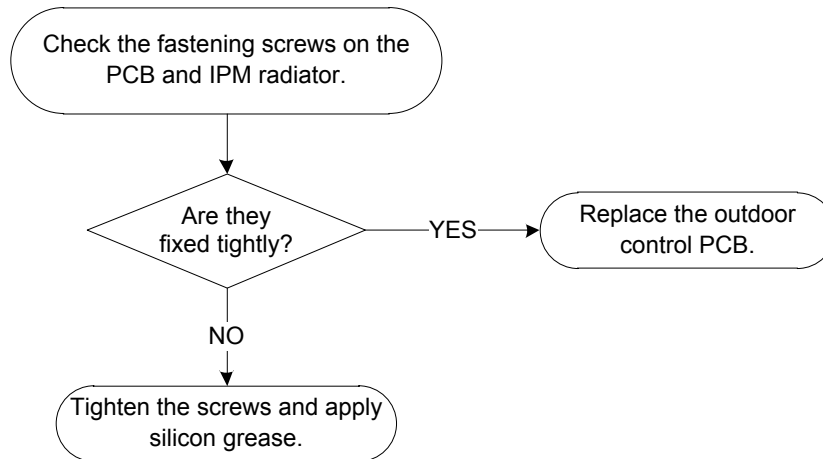 Check the fastening screws on the
PCB and IPM radiator.
Are they
fixed tightly?
YES
Replace the outdoor
control PCB.
NO
Tighten the screws and apply
silicon grease.